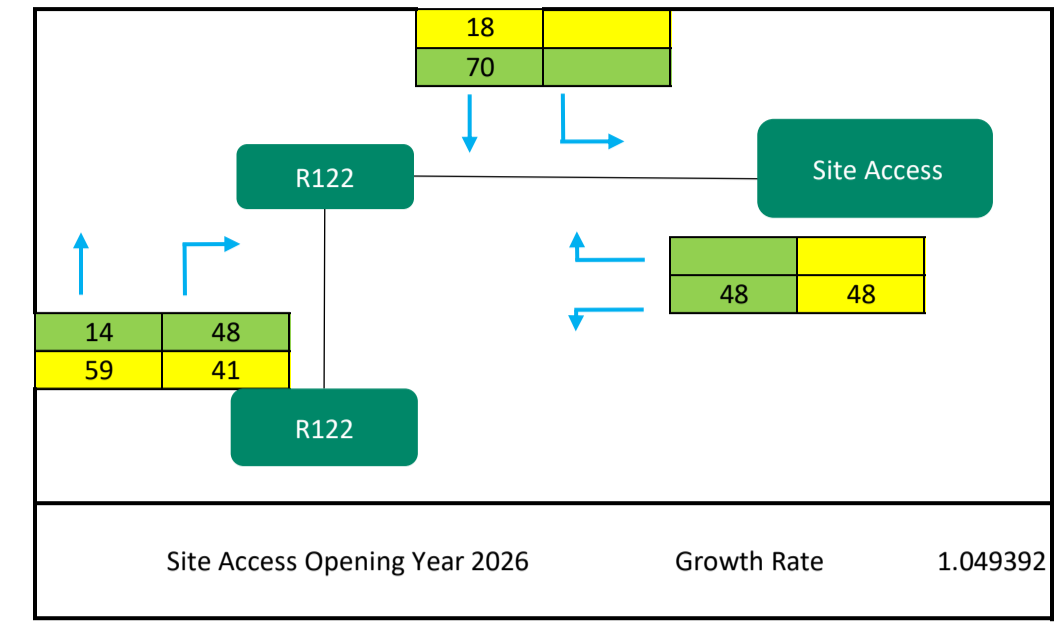 18
70
R122
Site Access
48 48
14 48
59 41
R122
Site Access Opening Year 2026 Growth Rate 1.049392